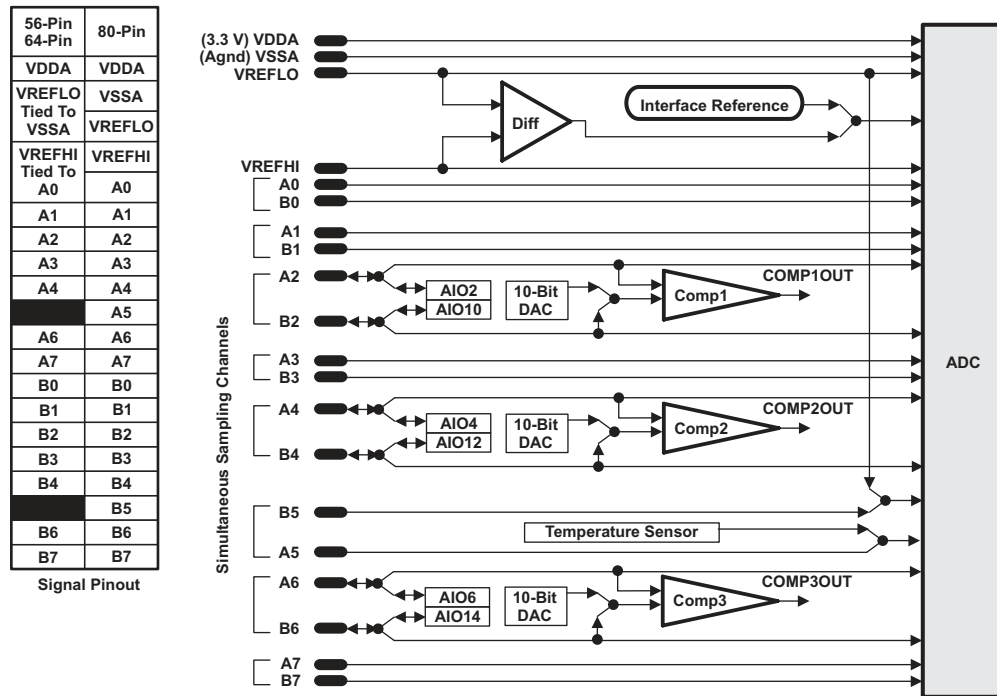 56-Pin
64-Pin
80-Pin
VDDA
VDDA
VREFLO
Tied To
VSSA
VSSA
VREFLO
VREFHI
Tied To
A0
VREFHI
A0
A1
A1
A2
A2
A3
A3
A4
A4
A5
A6
A6
A7
A7
B0
B0
B1
B1
B2
B2
B3
B3
B4
B4
B5
B6
B6
B7
B7
Signal Pinout
(3.3 V) VDDA
(Agnd) VSSA
VREFLO
Interface Reference
Diff
VREFHI
A0
B0
A1
B1
A2
AIO2
AIO10
10-Bit
DAC
Comp1
COMP1OUT
B2
Simultaneous Sampling Channels
A3
B3
ADC
A4
AIO4
AIO12
10-Bit
DAC
Comp2
COMP2OUT
B4
B5
Temperature Sensor
A5
A6
AIO6
AIO14
10-Bit
DAC
Comp3
COMP3OUT
B6
A7
B7